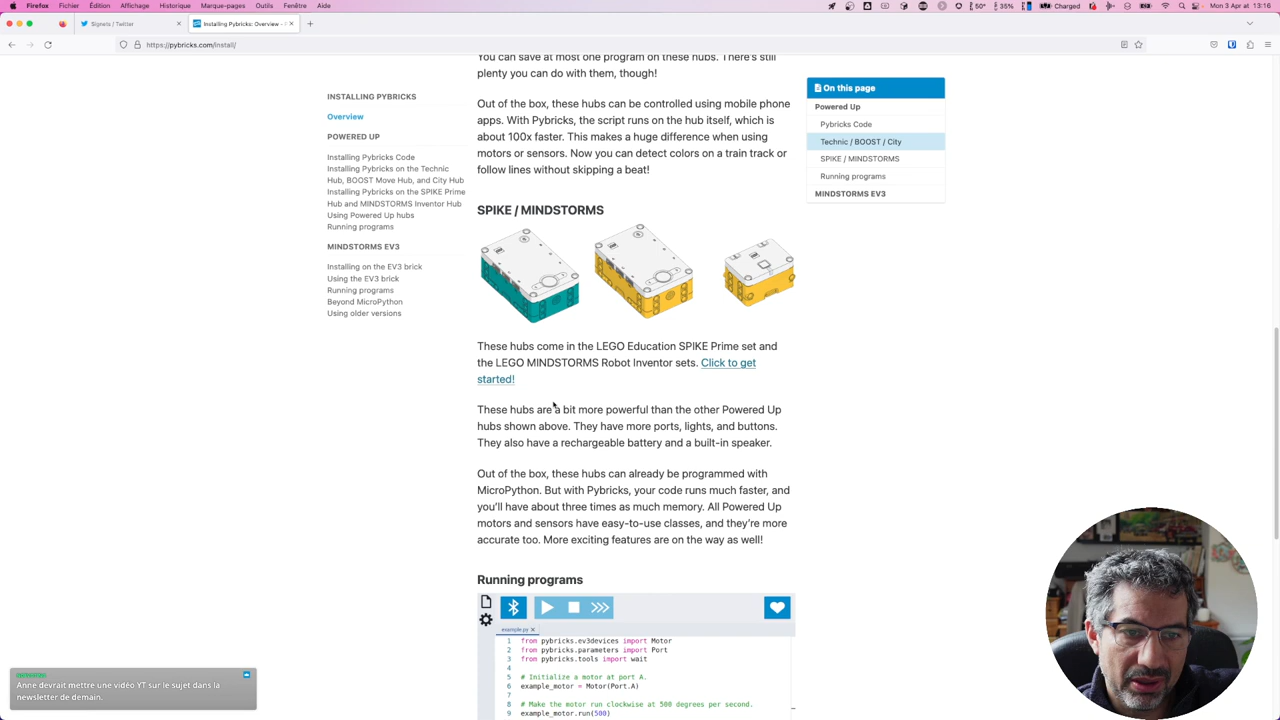 Firefox Fichier Édition Affichage Historique Marque-pages Outils Fenêtre Aide
Charged
Mon 3 Apr 13:16
Signets / Twitter
Installing Pybricks: Overview -
https://pybricks.com/install/
You can save at most one program on these hubs. There's still
plenty you can do with them, though!
Out of the box, these hubs can be controlled using mobile phone
apps. With Pybricks, the script runs on the hub itself, which is
about 100x faster. This makes a huge difference when using
motors or sensors. Now you can detect colors on a train track or
follow lines without skipping a beat!
INSTALLING PYBRICKS
Overview
POWERED UP
Installing Pybricks Code
Installing Pybricks on the Technic
Hub, BOOST Move Hub, and City Hub
Installing Pybricks on the SPIKE Prime
Hub and MINDSTORMS Inventor Hub
Using Powered Up hubs
Running programs
MINDSTORMS EV3
Installing on the EV3 brick
Using the EV3 brick
Running programs
Beyond MicroPython
Using older versions
On this page
Powered Up
Pybricks Code
Technic / BOOST / City
SPIKE / MINDSTORMS
Running programs
MINDSTORMS EV3
SPIKE / MINDSTORMS
These hubs come in the LEGO Education SPIKE Prime set and
the LEGO MINDSTORMS Robot Inventor sets. Click to get
started!
These hubs are a bit more powerful than the other Powered Up
hubs shown above. They have more ports, lights, and buttons.
They also have a rechargeable battery and a built-in speaker.
Out of the box, these hubs can already be programmed with
MicroPython. But with Pybricks, your code runs much faster, and
you'll have about three times as much memory. All Powered Up
motors and sensors have easy-to-use classes, and they're more
accurate too. More exciting features are on the way as well!
Running programs
example.py
1 from pybricks.ev3devices import Motor
2 from pybricks.parameters import Port
3 from pybricks.tools import wait
4
5 # Initialize a motor at port A.
6 example_motor = Motor(Port.A)
7
8 # Make the motor run clockwise at 500 degrees per second.
9 example_motor.run(500)
Anne devrait mettre une vidéo YT sur le sujet dans la
newsletter de demain.